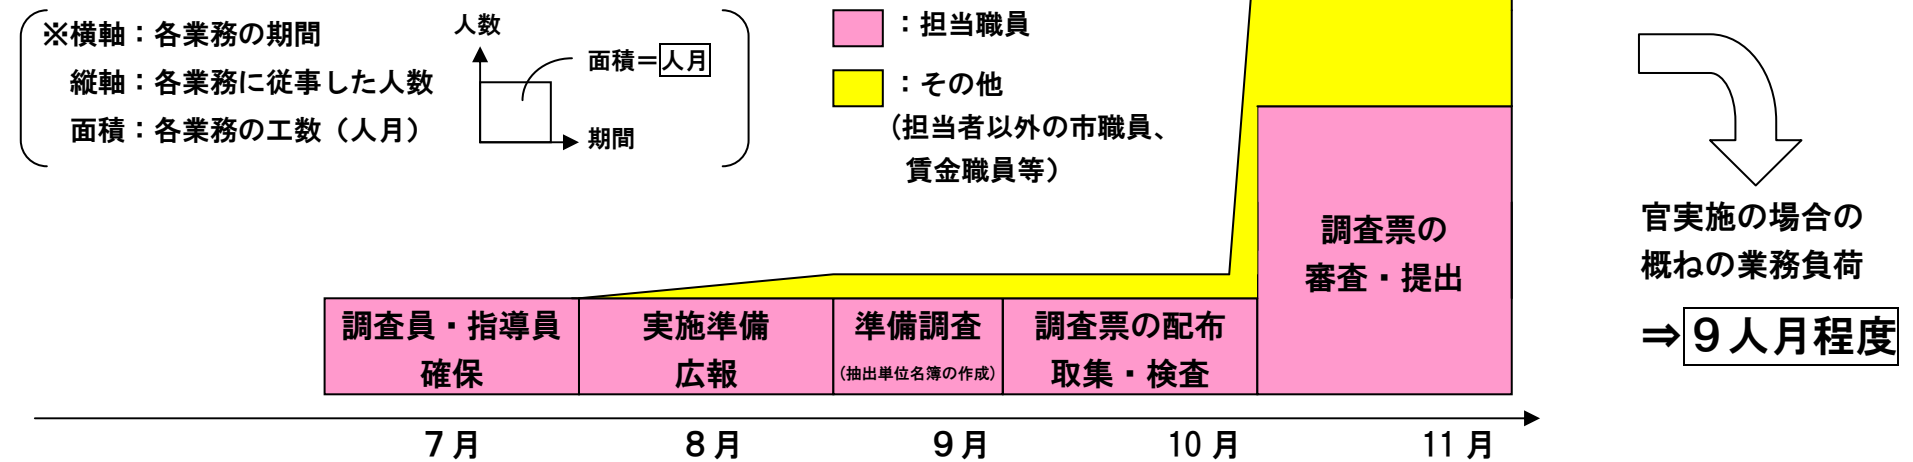 ※横軸：各業務の期間
縦軸：各業務に従事した人数
面積：各業務の工数（人月）
人数
面積＝人月
期間
：担当職員
：その他
（担当者以外の市職員、
賃金職員等）
調査員・指導員
確保
実施準備
広報
準備調査
（抽出単位名簿の作成）
調査票の配布
取集・検査
調査票の
審査・提出
７月
８月
９月
10 月
11 月
官実施の場合の
概ねの業務負荷
⇒９人月程度